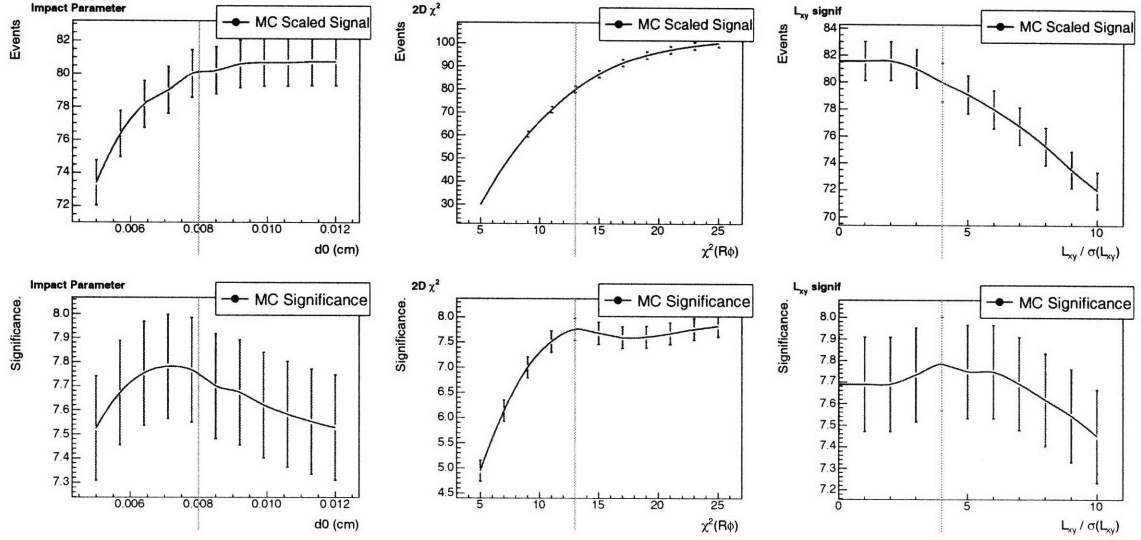 Impact Parameter
MC Scaled Signal
Events
82
80
78
76
74
72
0.006
0.008
0.010
0.012
d0 (cm)
2D χ²
MC Scaled Signal
Events
100
90
80
70
60
50
40
30
5
10
15
20
25
χ²(Rϕ)
Lxy signif
MC Scaled Signal
Events
84
82
80
78
76
74
72
70
0
5
10
Lxy / σ(Lxy)
Impact Parameter
MC Significance
Significance.
8.0
7.9
7.8
7.7
7.6
7.5
7.4
7.3
0.006
0.008
0.010
0.012
d0 (cm)
2D χ²
MC Significance
Significance.
8.0
7.5
7.0
6.5
6.0
5.5
5.0
4.5
5
10
15
20
25
χ²(Rϕ)
Lxy signif
MC Significance
Significance.
8.0
7.9
7.8
7.7
7.6
7.5
7.4
7.3
7.2
0
5
10
Lxy / σ(Lxy)